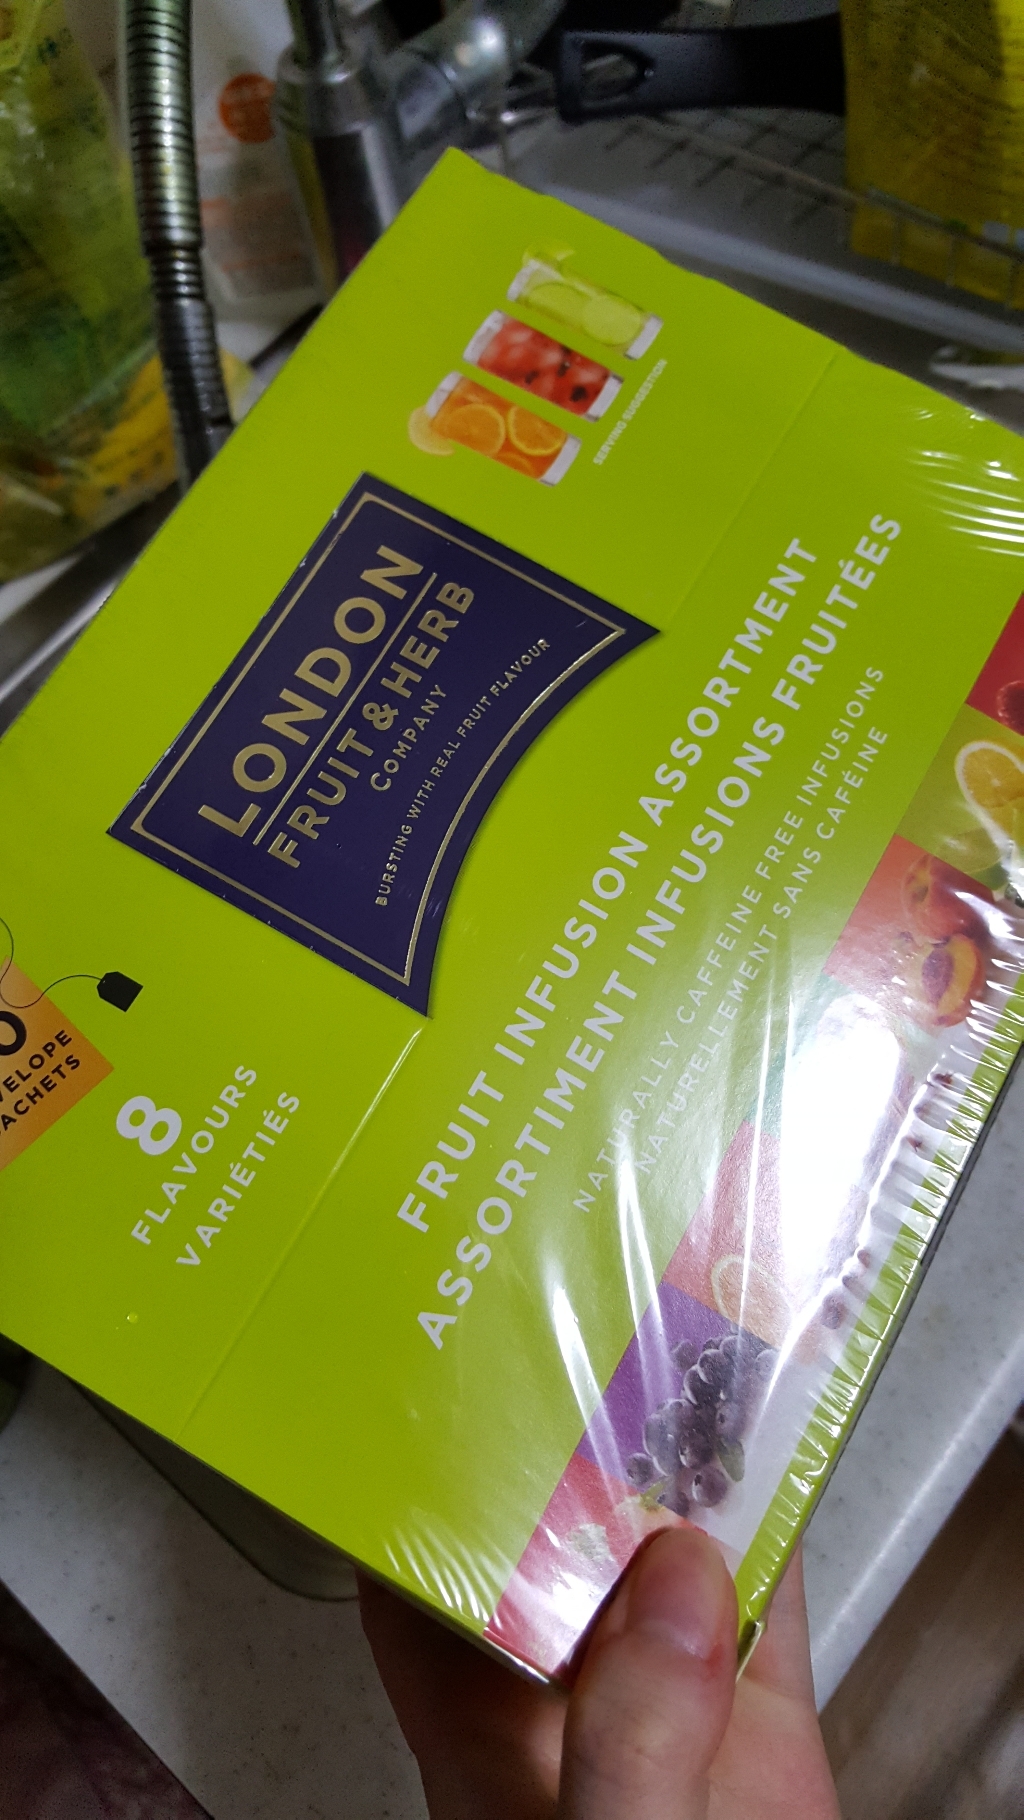 LONDON
FRUIT & HERB
COMPANY
BURSTING WITH REAL FRUIT FLAVOUR
SERVING SUGGESTION
FRUIT INFUSION ASSORTMENT
ASSORTIMENT INFUSIONS FRUITÉES
NATURALLY CAFFEINE FREE INFUSIONS
NATURELLEMENT SANS CAFÉINE
8
FLAVOURS
VARIÉTIÉS
0
VELOPE
ACHETS